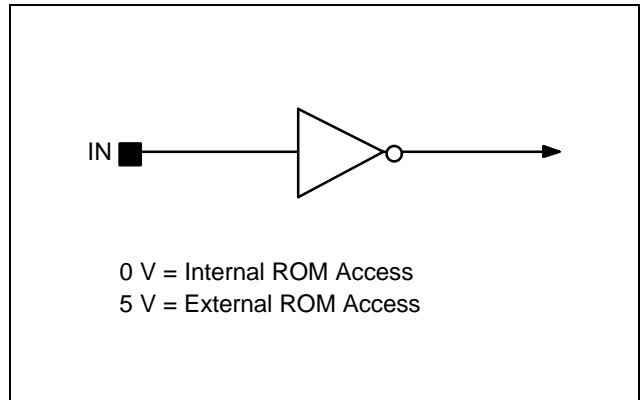 IN
0 V = Internal ROM Access
5 V = External ROM Access